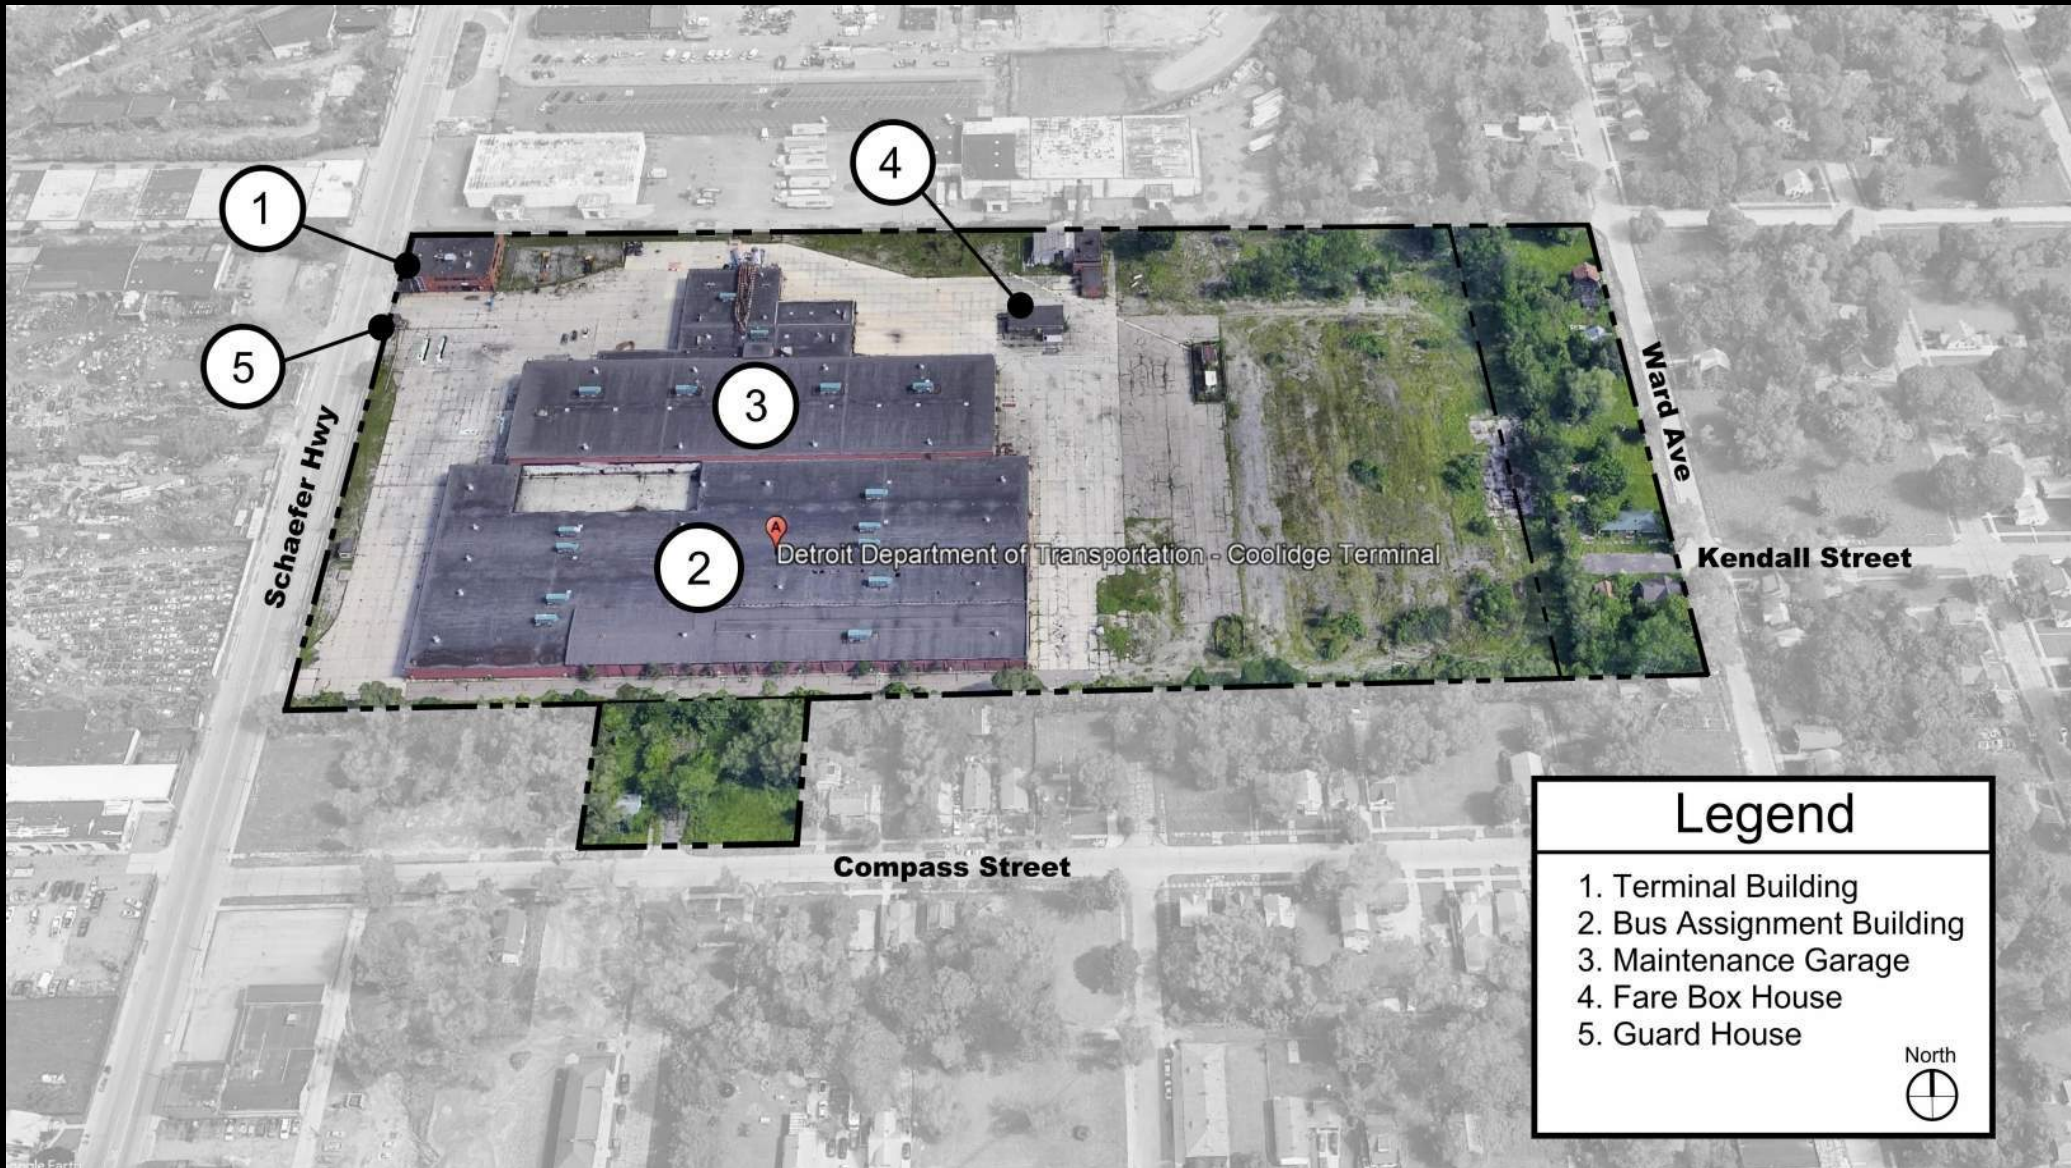 1
4
5
3
Ward Ave
Schaefer Hwy
A
2
Detroit Department of Transportation - Coolidge Terminal
Kendall Street
Compass Street
Legend
1. Terminal Building
2. Bus Assignment Building
3. Maintenance Garage
4. Fare Box House
5. Guard House
North
Google Earth